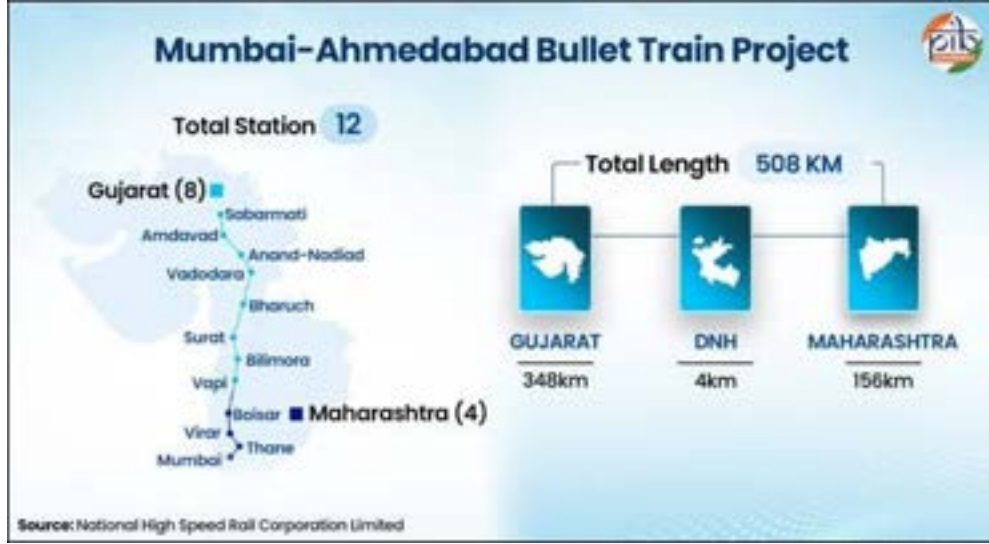 Mumbai-Ahmedabad Bullet Train Project
Total Station 12
Gujarat (8)
Sabarmati
Amdavad
Anand-Nadiad
Vadodara
Bharuch
Surat
Bilimora
Vapi
Boisar
Maharashtra (4)
Virar
Thane
Mumbai
Total Length 508 KM
GUJARAT
348km
DNH
4km
MAHARASHTRA
156km
Source: National High Speed Rail Corporation Limited